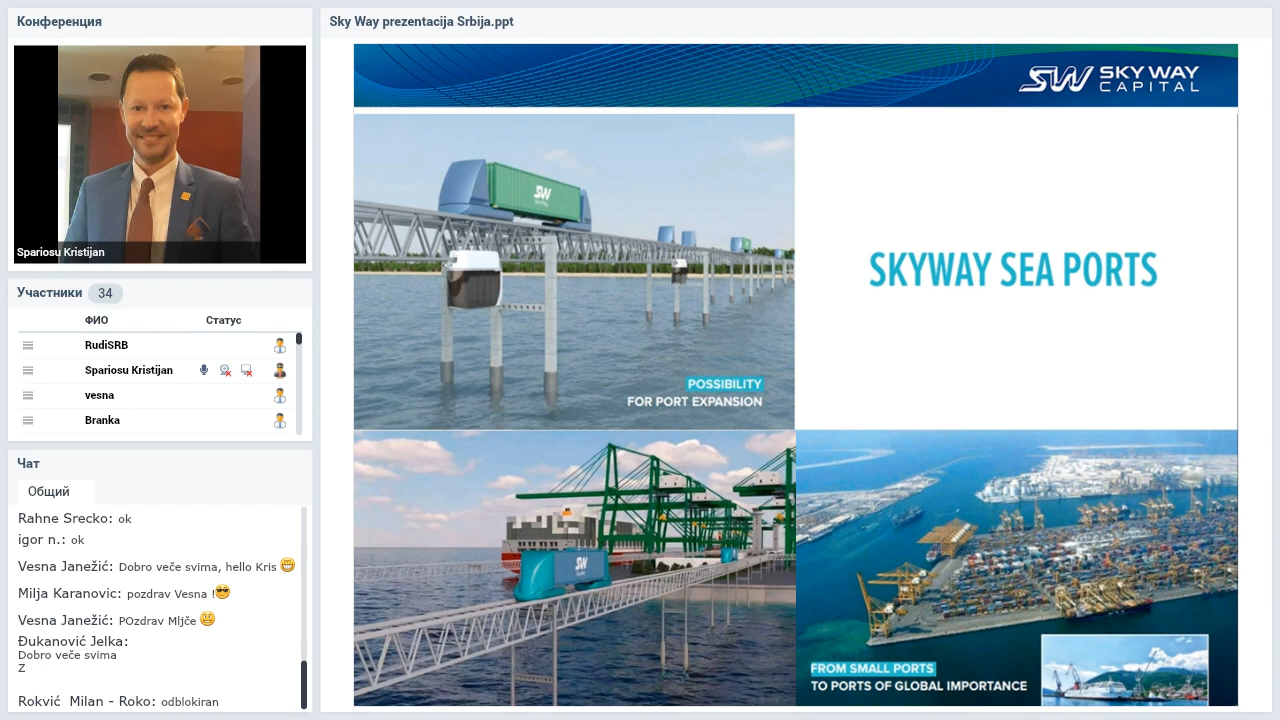 Конференция
Spariosu Kristijan
Участники 34
ФИО Статус
RudiSRB
Spariosu Kristijan
vesna
Branka
Чат
Общий
Rahne Srecko: ok
igor n.: ok
Vesna Janežić: Dobro veče svima, hello Kris
Milja Karanovic: pozdrav Vesna !
Vesna Janežić: POzdrav Mljče
Đukanović Jelka:
Dobro veče svima
Z
Rokvić Milan - Roko: odblokiran
Sky Way prezentacija Srbija.ppt
SW SKY WAY
CAPITAL
SW
POSSIBILITY
FOR PORT EXPANSION
SKYWAY SEA PORTS
SW
FROM SMALL PORTS
TO PORTS OF GLOBAL IMPORTANCE